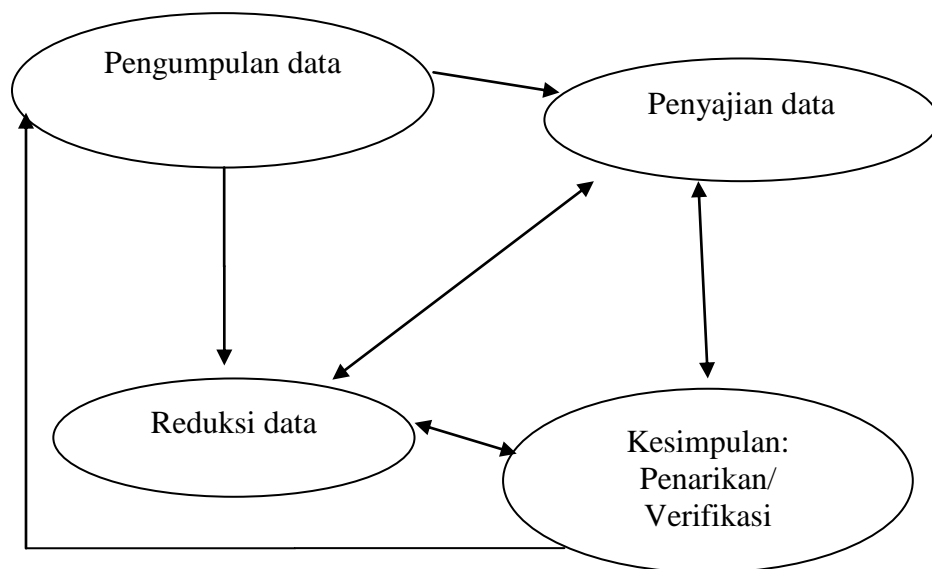 Pengumpulan data
Penyajian data
Reduksi data
Kesimpulan:
Penarikan/
Verifikasi